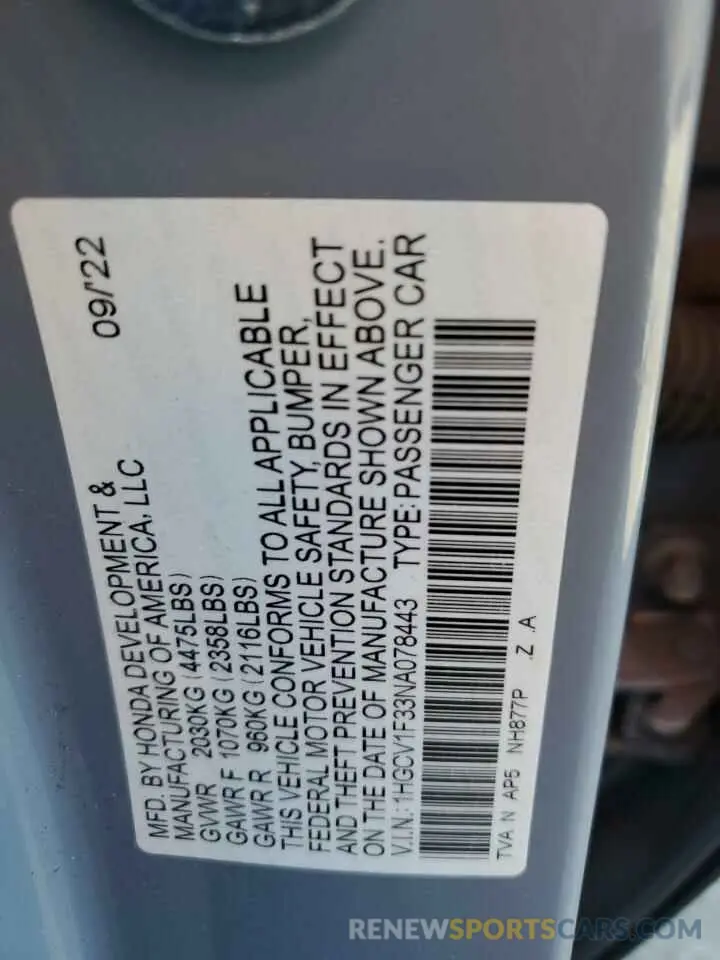 MFD. BY HONDA DEVELOPMENT & 09/'22
MANUFACTURING OF AMERICA, LLC
GVWR 2030KG (4475LBS)
GAWR F 1070KG (2358LBS)
GAWR R 960KG (2116LBS)
THIS VEHICLE CONFORMS TO ALL APPLICABLE
FEDERAL MOTOR VEHICLE SAFETY, BUMPER,
AND THEFT PREVENTION STANDARDS IN EFFECT
ON THE DATE OF MANUFACTURE SHOWN ABOVE.
V.I.N.: 1HGCV1F33NA078443 TYPE: PASSENGER CAR
TVA N AP5 NH877P .Z .A
RENEWSPORTSCARS.COM